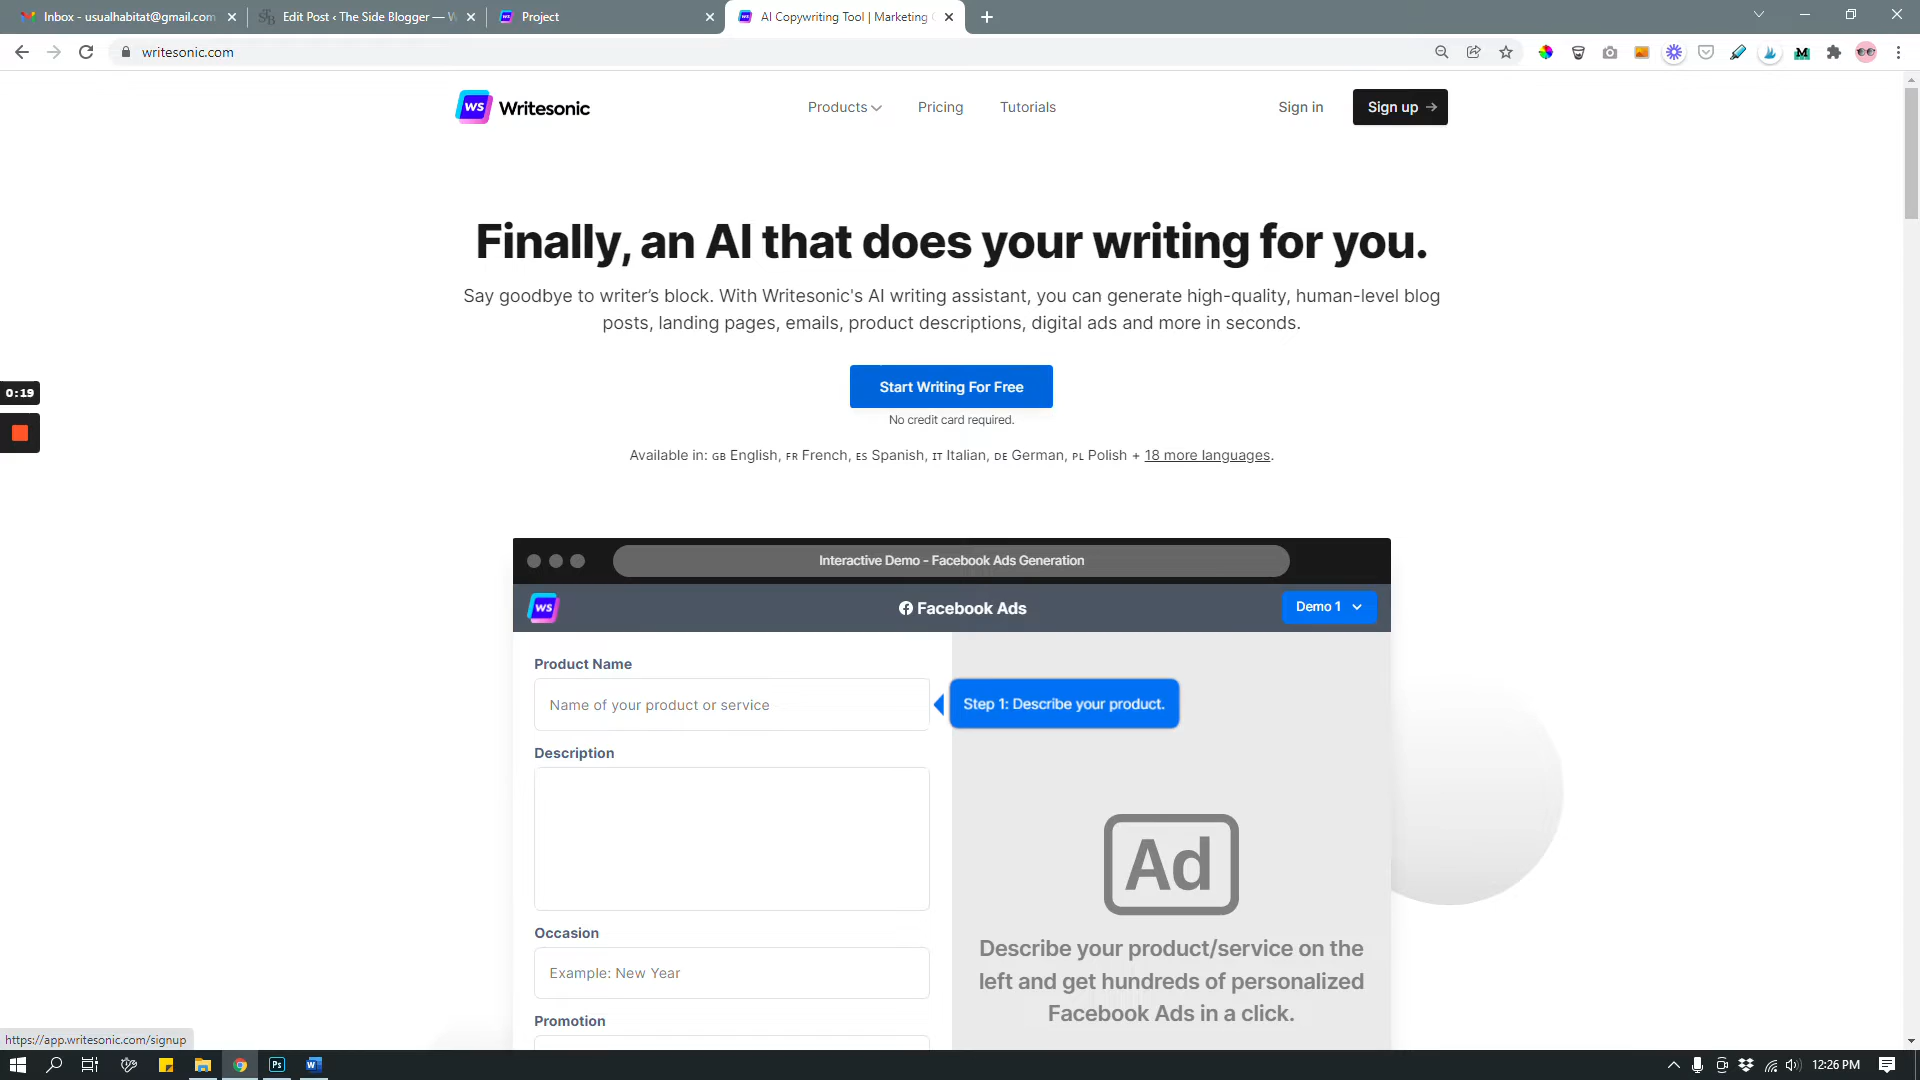 Inbox - usualhabitat@gmail.com
Edit Post ‹ The Side Blogger — W
Project
AI Copywriting Tool | Marketing
writesonic.com
WS Writesonic
Products
Pricing
Tutorials
Sign in
Sign up →
Finally, an AI that does your writing for you.
Say goodbye to writer’s block. With Writesonic's AI writing assistant, you can generate high-quality, human-level blog
posts, landing pages, emails, product descriptions, digital ads and more in seconds.
Start Writing For Free
0:19
No credit card required.
Available in: GB English, FR French, ES Spanish, IT Italian, DE German, PL Polish + 18 more languages.
Interactive Demo - Facebook Ads Generation
WS
Facebook Ads
Demo 1
Product Name
Name of your product or service
Step 1: Describe your product.
Description
Ad
Occasion
Describe your product/service on the
left and get hundreds of personalized
Facebook Ads in a click.
Example: New Year
Promotion
https://app.writesonic.com/signup
Ps
W
12:26 PM